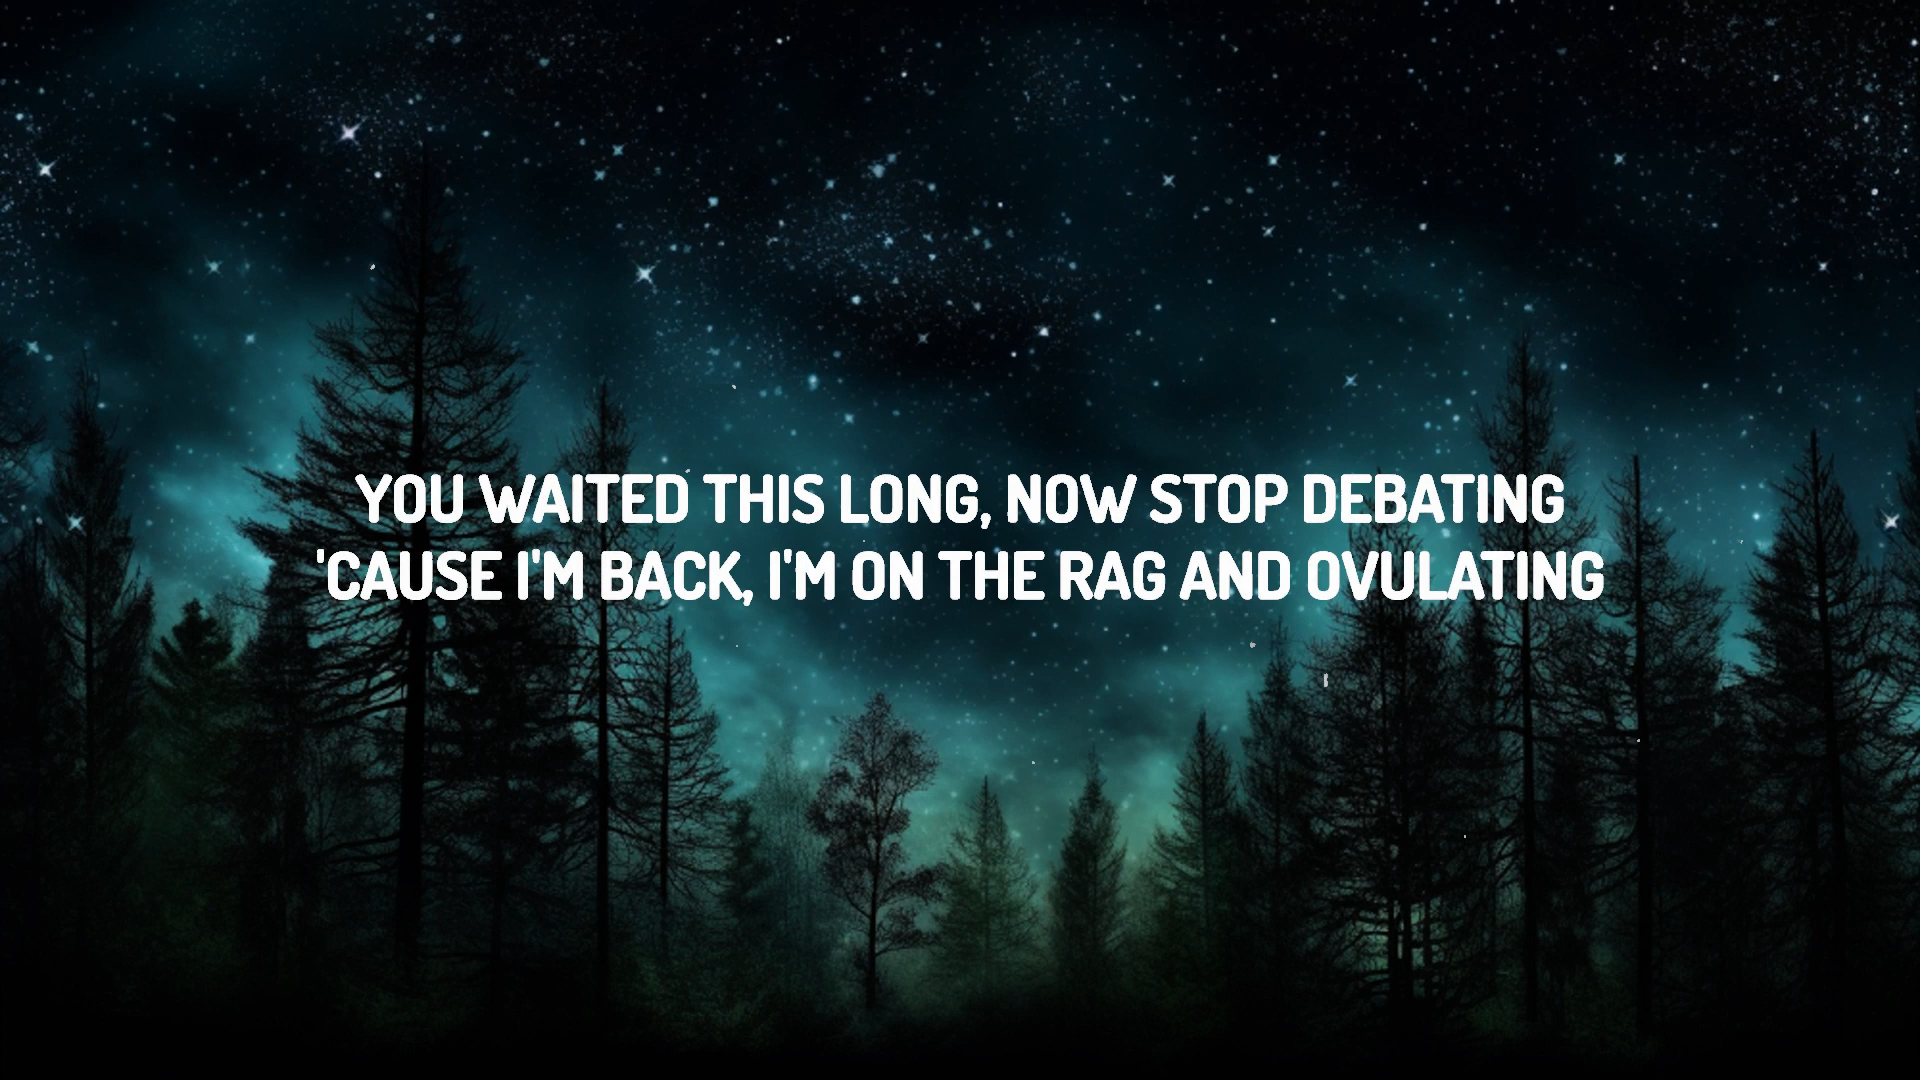 YOU WAITED THIS LONG, NOW STOP DEBATING
'CAUSE I'M BACK, I'M ON THE RAG AND OVULATING